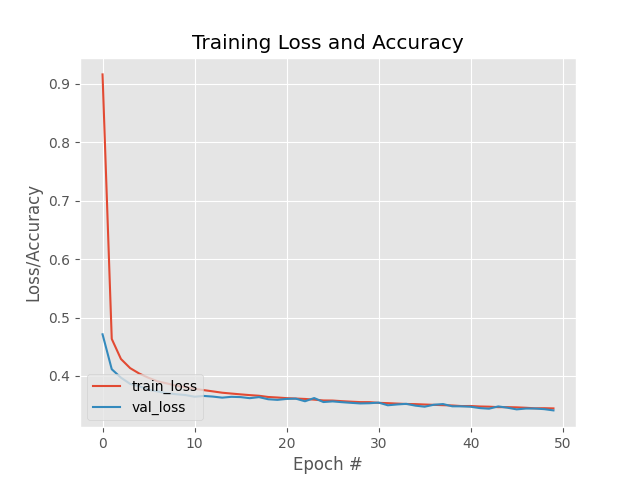 Training Loss and Accuracy
0.9
0.8
0.7
0.6
0.5
0.4
Loss/Accuracy
train_loss
val_loss
0 10 20 30 40 50
Epoch #